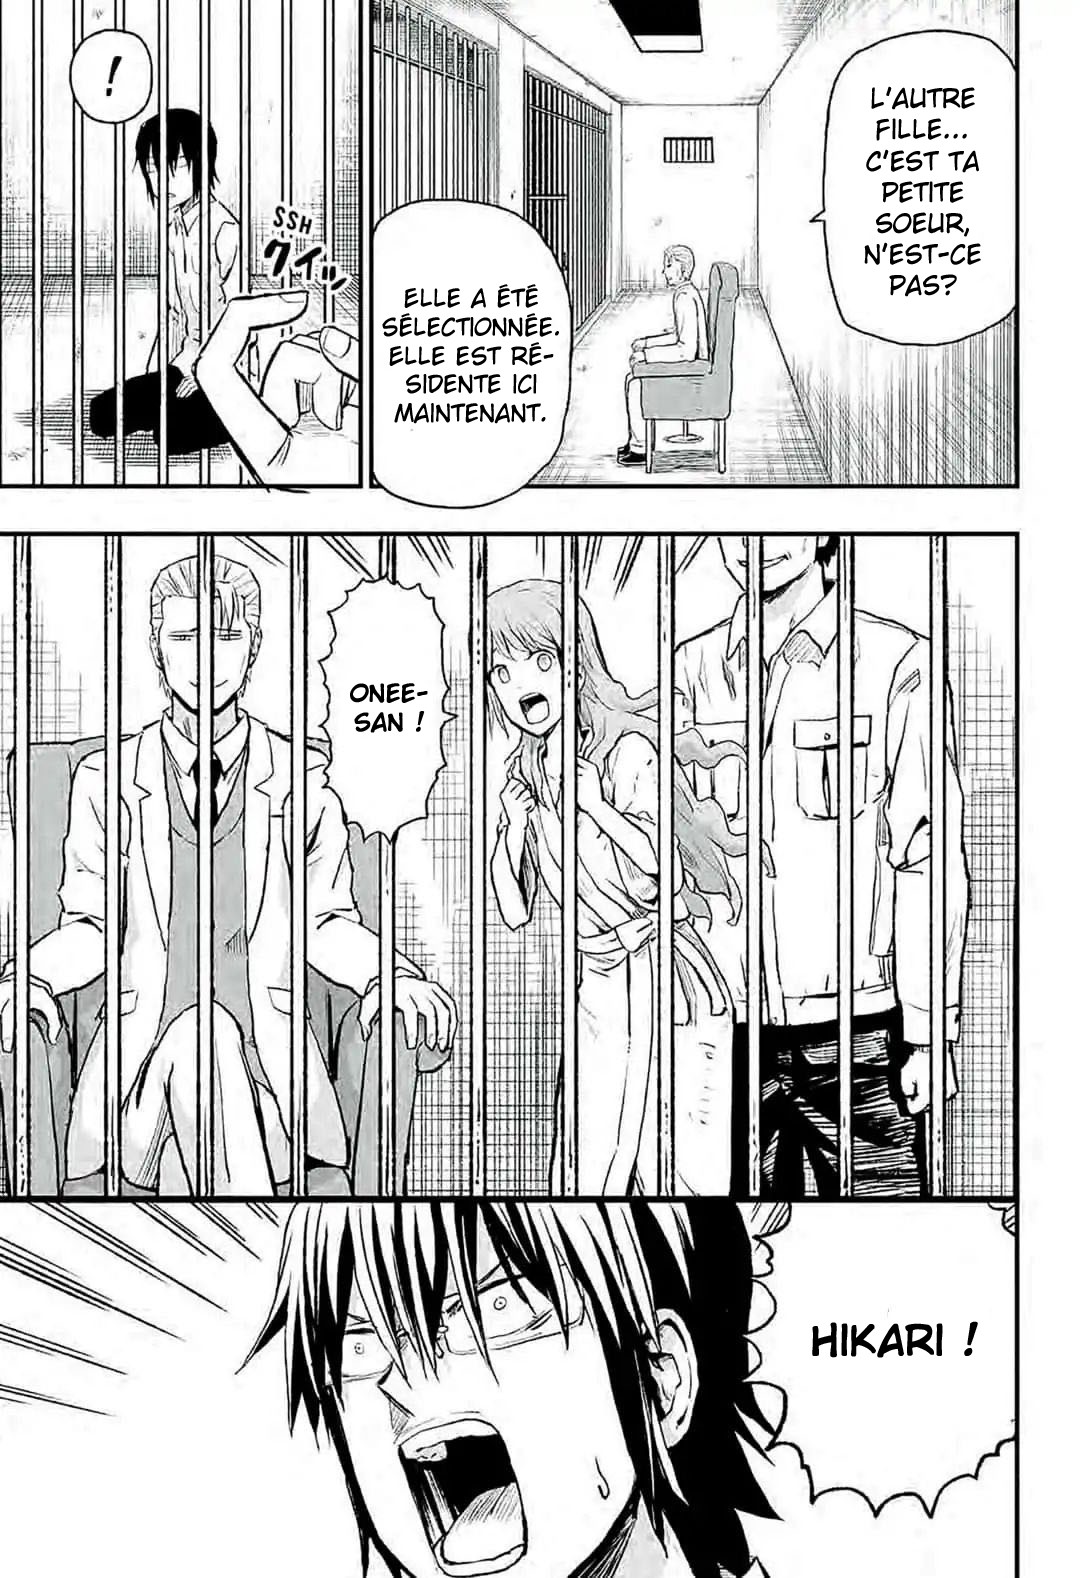 L'AUTRE
FILLE...
C'EST TA
PETITE
SOEUR,
N'EST-CE
PAS?
ELLE A ÉTÉ
SÉLECTIONNÉE.
ELLE EST RÉ-
SIDENTE ICI
MAINTENANT.
SSH
クイッ
!
ONEE-
SAN !
HIKARI !